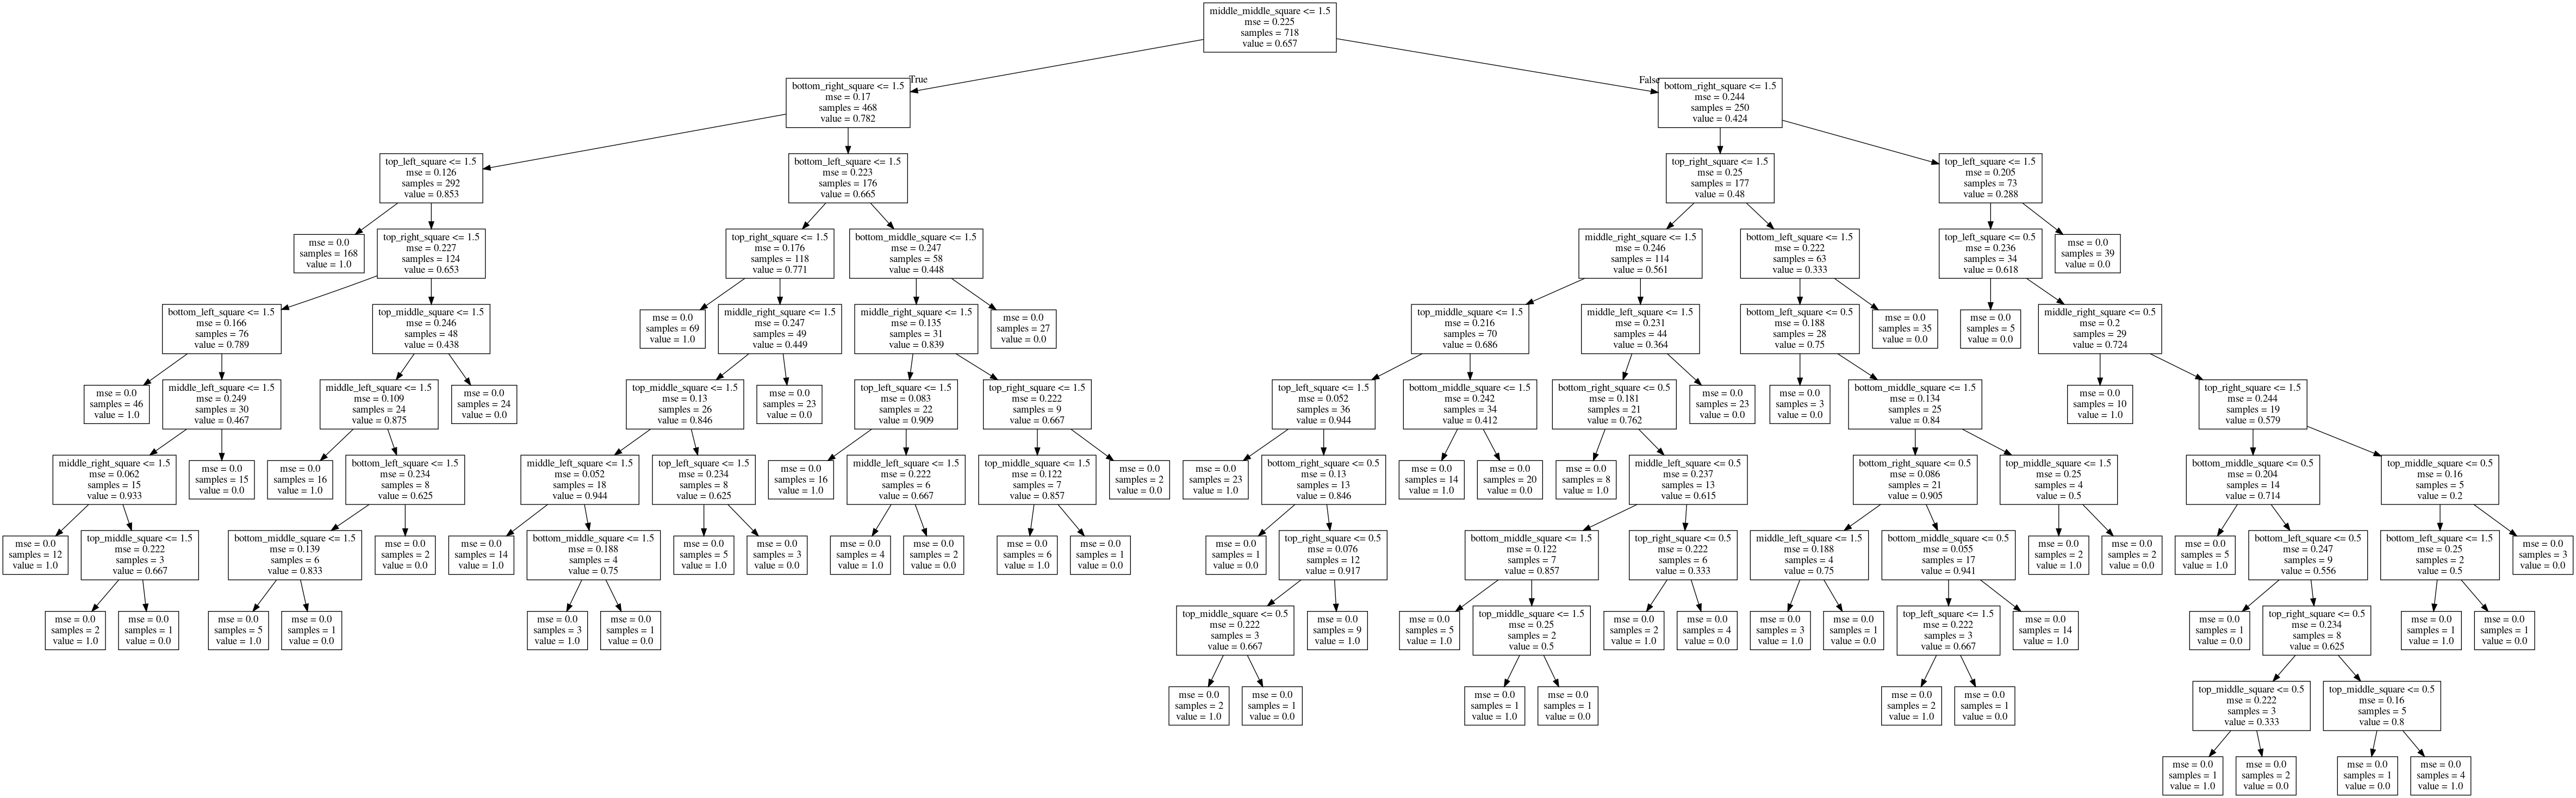 middle_middle_square <= 1.5
mse = 0.225
samples = 718
value = 0.657
True
False
bottom_right_square <= 1.5
mse = 0.17
samples = 468
value = 0.782
bottom_right_square <= 1.5
mse = 0.244
samples = 250
value = 0.424
top_left_square <= 1.5
mse = 0.126
samples = 292
value = 0.853
bottom_left_square <= 1.5
mse = 0.223
samples = 176
value = 0.665
top_right_square <= 1.5
mse = 0.25
samples = 177
value = 0.48
top_left_square <= 1.5
mse = 0.205
samples = 73
value = 0.288
mse = 0.0
samples = 168
value = 1.0
top_right_square <= 1.5
mse = 0.227
samples = 124
value = 0.653
top_right_square <= 1.5
mse = 0.176
samples = 118
value = 0.771
bottom_middle_square <= 1.5
mse = 0.247
samples = 58
value = 0.448
middle_right_square <= 1.5
mse = 0.246
samples = 114
value = 0.561
bottom_left_square <= 1.5
mse = 0.222
samples = 63
value = 0.333
top_left_square <= 0.5
mse = 0.236
samples = 34
value = 0.618
mse = 0.0
samples = 39
value = 0.0
bottom_left_square <= 1.5
mse = 0.166
samples = 76
value = 0.789
top_middle_square <= 1.5
mse = 0.246
samples = 48
value = 0.438
mse = 0.0
samples = 69
value = 1.0
middle_right_square <= 1.5
mse = 0.247
samples = 49
value = 0.449
middle_right_square <= 1.5
mse = 0.135
samples = 31
value = 0.839
mse = 0.0
samples = 27
value = 0.0
top_middle_square <= 1.5
mse = 0.216
samples = 70
value = 0.686
middle_left_square <= 1.5
mse = 0.231
samples = 44
value = 0.364
bottom_left_square <= 0.5
mse = 0.188
samples = 28
value = 0.75
mse = 0.0
samples = 35
value = 0.0
mse = 0.0
samples = 5
value = 0.0
middle_right_square <= 0.5
mse = 0.2
samples = 29
value = 0.724
mse = 0.0
samples = 46
value = 1.0
middle_left_square <= 1.5
mse = 0.249
samples = 30
value = 0.467
middle_left_square <= 1.5
mse = 0.109
samples = 24
value = 0.875
mse = 0.0
samples = 24
value = 0.0
top_middle_square <= 1.5
mse = 0.13
samples = 26
value = 0.846
mse = 0.0
samples = 23
value = 0.0
top_left_square <= 1.5
mse = 0.083
samples = 22
value = 0.909
top_right_square <= 1.5
mse = 0.222
samples = 9
value = 0.667
top_left_square <= 1.5
mse = 0.052
samples = 36
value = 0.944
bottom_middle_square <= 1.5
mse = 0.242
samples = 34
value = 0.412
bottom_right_square <= 0.5
mse = 0.181
samples = 21
value = 0.762
mse = 0.0
samples = 23
value = 0.0
mse = 0.0
samples = 3
value = 0.0
bottom_middle_square <= 1.5
mse = 0.134
samples = 25
value = 0.84
mse = 0.0
samples = 10
value = 1.0
top_right_square <= 1.5
mse = 0.244
samples = 19
value = 0.579
middle_right_square <= 1.5
mse = 0.062
samples = 15
value = 0.933
mse = 0.0
samples = 15
value = 0.0
mse = 0.0
samples = 16
value = 1.0
bottom_left_square <= 1.5
mse = 0.234
samples = 8
value = 0.625
middle_left_square <= 1.5
mse = 0.052
samples = 18
value = 0.944
top_left_square <= 1.5
mse = 0.234
samples = 8
value = 0.625
mse = 0.0
samples = 16
value = 1.0
middle_left_square <= 1.5
mse = 0.222
samples = 6
value = 0.667
top_middle_square <= 1.5
mse = 0.122
samples = 7
value = 0.857
mse = 0.0
samples = 2
value = 0.0
mse = 0.0
samples = 23
value = 1.0
bottom_right_square <= 0.5
mse = 0.13
samples = 13
value = 0.846
mse = 0.0
samples = 14
value = 1.0
mse = 0.0
samples = 20
value = 0.0
mse = 0.0
samples = 8
value = 1.0
middle_left_square <= 0.5
mse = 0.237
samples = 13
value = 0.615
bottom_right_square <= 0.5
mse = 0.086
samples = 21
value = 0.905
top_middle_square <= 1.5
mse = 0.25
samples = 4
value = 0.5
bottom_middle_square <= 0.5
mse = 0.204
samples = 14
value = 0.714
top_middle_square <= 0.5
mse = 0.16
samples = 5
value = 0.2
mse = 0.0
samples = 12
value = 1.0
top_middle_square <= 1.5
mse = 0.222
samples = 3
value = 0.667
bottom_middle_square <= 1.5
mse = 0.139
samples = 6
value = 0.833
mse = 0.0
samples = 2
value = 0.0
mse = 0.0
samples = 14
value = 1.0
bottom_middle_square <= 1.5
mse = 0.188
samples = 4
value = 0.75
mse = 0.0
samples = 5
value = 1.0
mse = 0.0
samples = 3
value = 0.0
mse = 0.0
samples = 4
value = 1.0
mse = 0.0
samples = 2
value = 0.0
mse = 0.0
samples = 6
value = 1.0
mse = 0.0
samples = 1
value = 0.0
mse = 0.0
samples = 1
value = 0.0
top_right_square <= 0.5
mse = 0.076
samples = 12
value = 0.917
bottom_middle_square <= 1.5
mse = 0.122
samples = 7
value = 0.857
top_right_square <= 0.5
mse = 0.222
samples = 6
value = 0.333
middle_left_square <= 1.5
mse = 0.188
samples = 4
value = 0.75
bottom_middle_square <= 0.5
mse = 0.055
samples = 17
value = 0.941
mse = 0.0
samples = 2
value = 1.0
mse = 0.0
samples = 2
value = 0.0
mse = 0.0
samples = 5
value = 1.0
bottom_left_square <= 0.5
mse = 0.247
samples = 9
value = 0.556
bottom_left_square <= 1.5
mse = 0.25
samples = 2
value = 0.5
mse = 0.0
samples = 3
value = 0.0
mse = 0.0
samples = 2
value = 1.0
mse = 0.0
samples = 1
value = 0.0
mse = 0.0
samples = 5
value = 1.0
mse = 0.0
samples = 1
value = 0.0
mse = 0.0
samples = 3
value = 1.0
mse = 0.0
samples = 1
value = 0.0
top_middle_square <= 0.5
mse = 0.222
samples = 3
value = 0.667
mse = 0.0
samples = 9
value = 1.0
mse = 0.0
samples = 5
value = 1.0
top_middle_square <= 1.5
mse = 0.25
samples = 2
value = 0.5
mse = 0.0
samples = 2
value = 1.0
mse = 0.0
samples = 4
value = 0.0
mse = 0.0
samples = 3
value = 1.0
mse = 0.0
samples = 1
value = 0.0
top_left_square <= 1.5
mse = 0.222
samples = 3
value = 0.667
mse = 0.0
samples = 14
value = 1.0
mse = 0.0
samples = 1
value = 0.0
top_right_square <= 0.5
mse = 0.234
samples = 8
value = 0.625
mse = 0.0
samples = 1
value = 1.0
mse = 0.0
samples = 1
value = 0.0
mse = 0.0
samples = 2
value = 1.0
mse = 0.0
samples = 1
value = 0.0
mse = 0.0
samples = 1
value = 1.0
mse = 0.0
samples = 1
value = 0.0
mse = 0.0
samples = 2
value = 1.0
mse = 0.0
samples = 1
value = 0.0
top_middle_square <= 0.5
mse = 0.222
samples = 3
value = 0.333
top_middle_square <= 0.5
mse = 0.16
samples = 5
value = 0.8
mse = 0.0
samples = 1
value = 1.0
mse = 0.0
samples = 2
value = 0.0
mse = 0.0
samples = 1
value = 0.0
mse = 0.0
samples = 4
value = 1.0